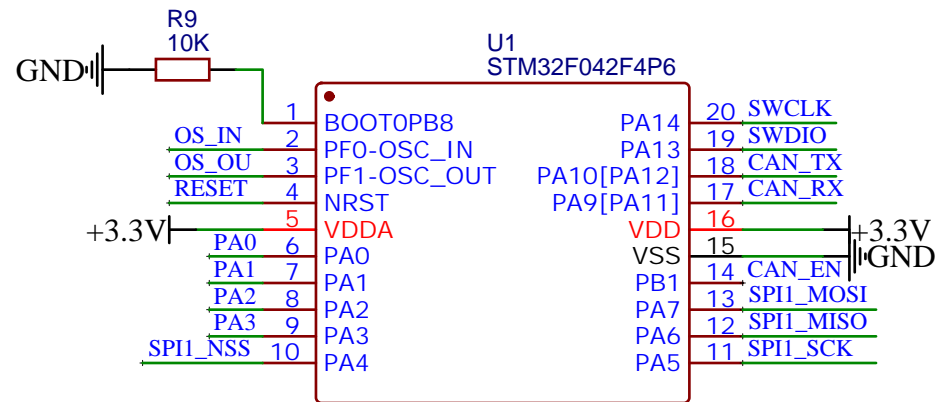 R9
10K
GND
U1
STM32F042F4P6
1 BOOT0PB8 PA14 20 SWCLK
OS_IN 2 PF0-OSC_IN PA13 19 SWDIO
OS_OU 3 PF1-OSC_OUT PA10[PA12] 18 CAN_TX
RESET 4 NRST PA9[PA11] 17 CAN_RX
+3.3V 5 VDDA VDD 16 +3.3V
PA0 6 PA0 VSS 15 GND
PA1 7 PA1 PB1 14 CAN_EN
PA2 8 PA2 PA7 13 SPI1_MOSI
PA3 9 PA3 PA6 12 SPI1_MISO
SPI1_NSS 10 PA4 PA5 11 SPI1_SCK